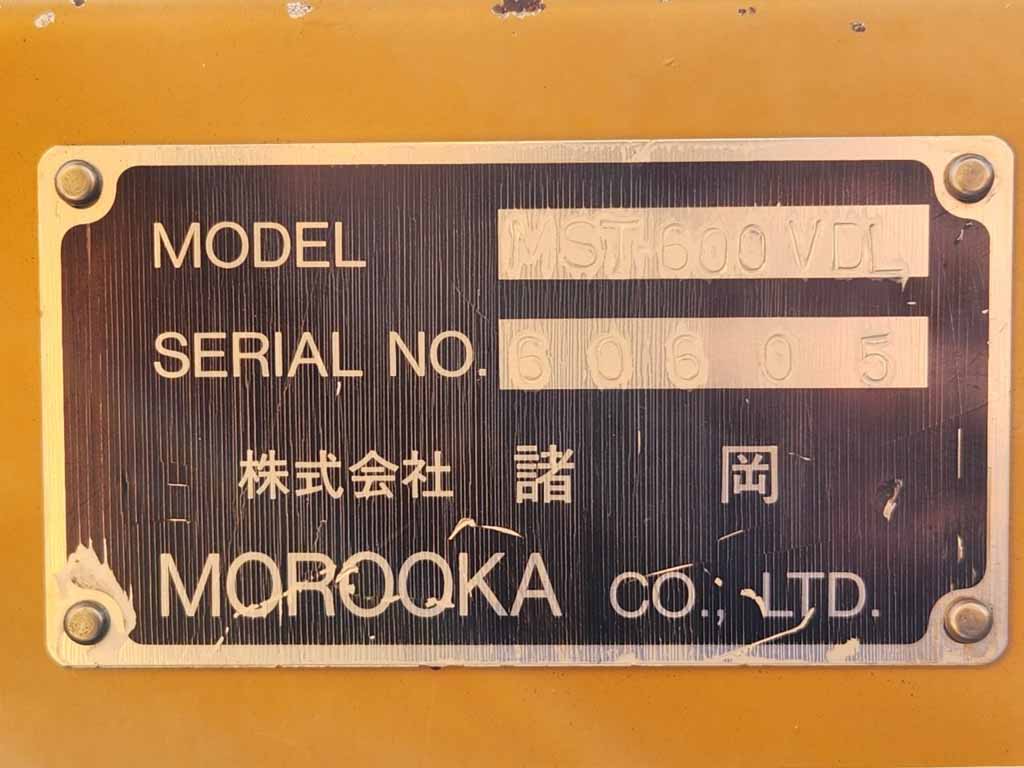 MODEL MST-600VDL
SERIAL NO. 60605
株式会社 諸 岡
MOROOKA CO., LTD.